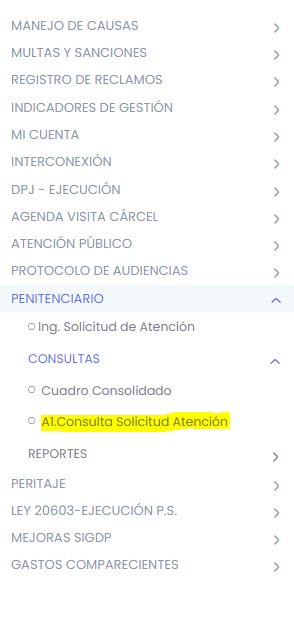 MANEJO DE CAUSAS
MULTAS Y SANCIONES
REGISTRO DE RECLAMOS
INDICADORES DE GESTIÓN
MI CUENTA
INTERCONEXIÓN
DPJ - EJECUCIÓN
AGENDA VISITA CÁRCEL
ATENCIÓN PÚBLICO
PROTOCOLO DE AUDIENCIAS
PENITENCIARIO
Ing. Solicitud de Atención
CONSULTAS
Cuadro Consolidado
A1.Consulta Solicitud Atención
REPORTES
PERITAJE
LEY 20603-EJECUCIÓN P.S.
MEJORAS SIGDP
GASTOS COMPARECIENTES